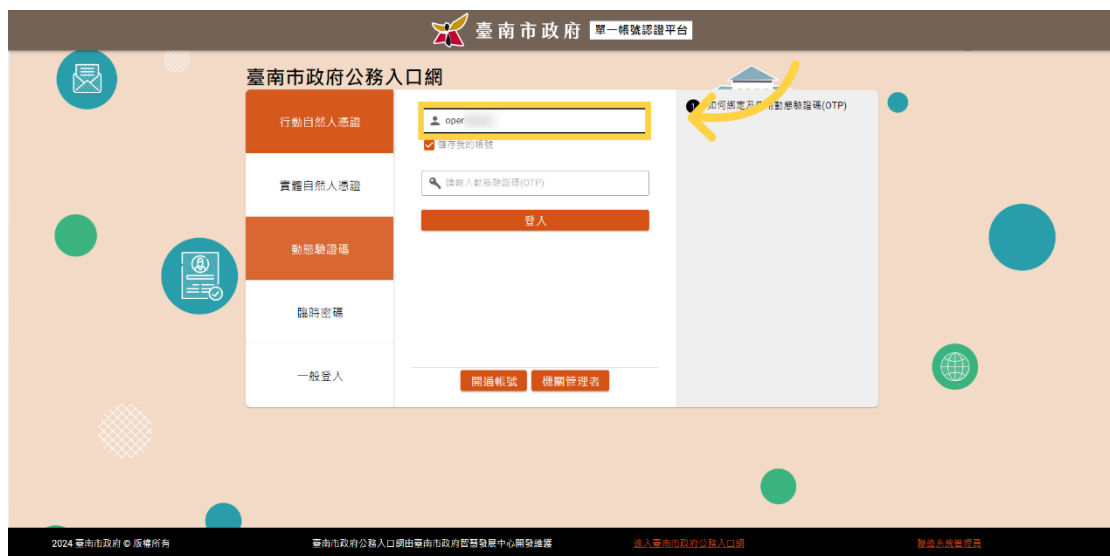 臺南市政府 單一帳號認證平台
臺南市政府公務入口網
行動自然人憑證
實體自然人憑證
動態驗證碼
臨時密碼
一般登入
oper
儲存我的帳號
請輸入動態驗證碼(OTP)
登入
開通帳號 機關管理者
1 如何綁定及使用動態驗證碼(OTP)
2024 臺南市政府 © 版權所有 臺南市政府公務入口網由臺南市政府智慧發展中心開發維護 進入臺南市政府公務入口網 聯絡系統管理員